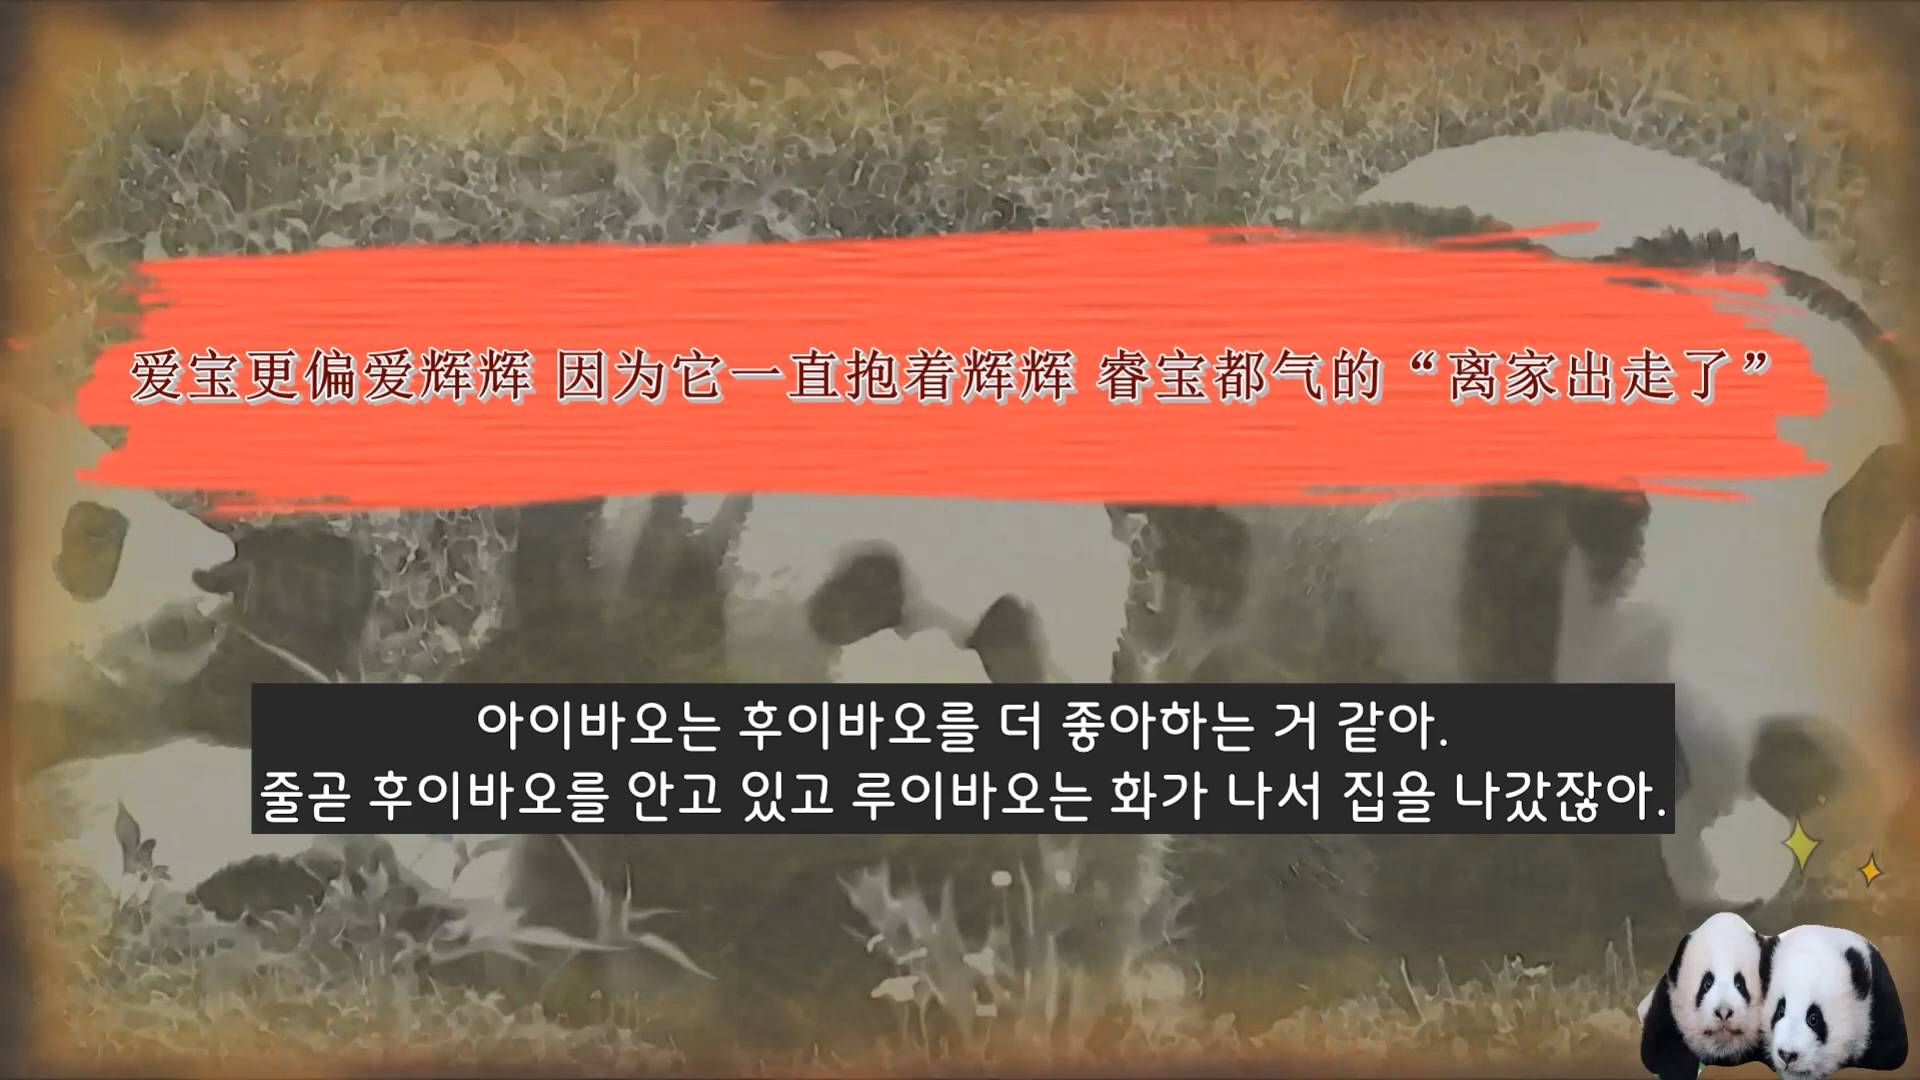 爱宝更偏爱辉辉 因为它一直抱着辉辉 睿宝都气的“离家出走了”
아이바오는 후이바오를 더 좋아하는 거 같아.
줄곧 후이바오를 안고 있고 루이바오는 화가 나서 집을 나갔잖아.